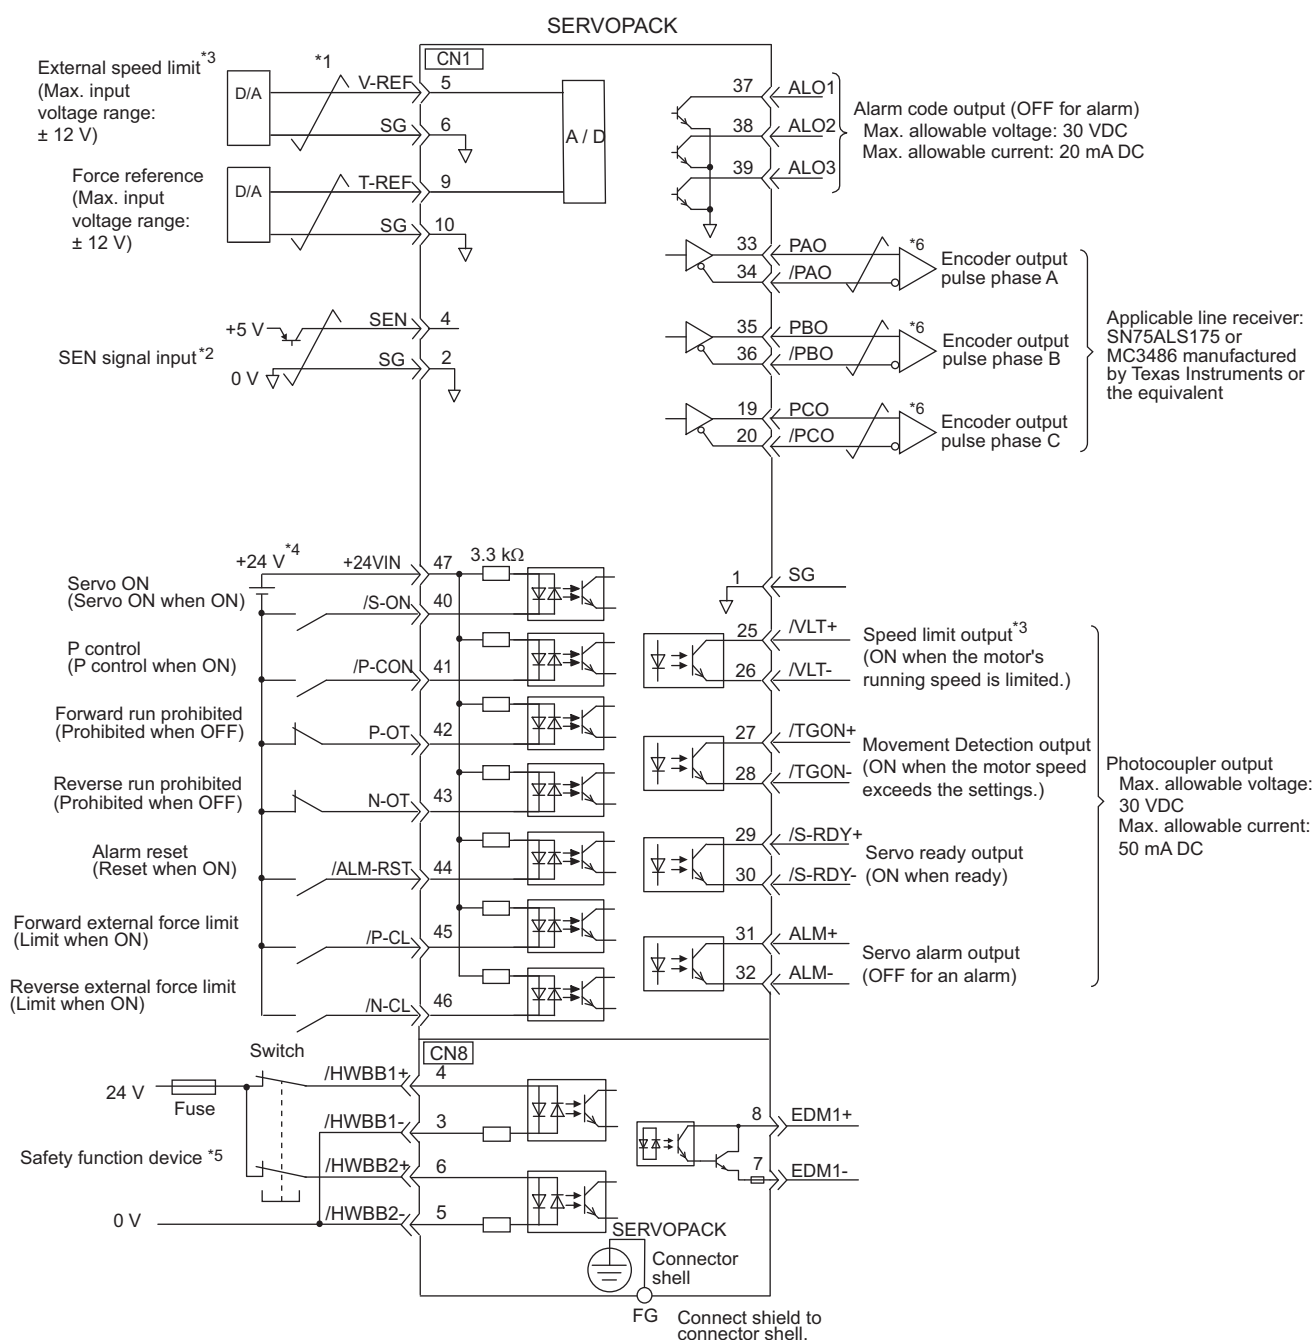 SERVOPACK
CN1
External speed limit*3
(Max. input
voltage range:
± 12 V)
D/A
*1
V-REF
5
SG
6
A / D
Force reference
(Max. input
voltage range:
± 12 V)
D/A
T-REF
9
SG
10
+5 V
SEN
4
SEN signal input*2
0 V
SG
2
37
ALO1
38
ALO2
39
ALO3
Alarm code output (OFF for alarm)
Max. allowable voltage: 30 VDC
Max. allowable current: 20 mA DC
33
PAO
34
/PAO
*6
Encoder output
pulse phase A
35
PBO
36
/PBO
*6
Encoder output
pulse phase B
19
PCO
20
/PCO
*6
Encoder output
pulse phase C
Applicable line receiver:
SN75ALS175 or
MC3486 manufactured
by Texas Instruments or
the equivalent
+24 V*4
+24VIN
47
3.3 kΩ
Servo ON
(Servo ON when ON)
/S-ON
40
P control
(P control when ON)
/P-CON
41
Forward run prohibited
(Prohibited when OFF)
P-OT
42
Reverse run prohibited
(Prohibited when OFF)
N-OT
43
Alarm reset
(Reset when ON)
/ALM-RST
44
Forward external force limit
(Limit when ON)
/P-CL
45
Reverse external force limit
(Limit when ON)
/N-CL
46
1
SG
25
/VLT+
26
/VLT-
Speed limit output*3
(ON when the motor's
running speed is limited.)
27
/TGON+
28
/TGON-
Movement Detection output
(ON when the motor speed
exceeds the settings.)
29
/S-RDY+
30
/S-RDY-
Servo ready output
(ON when ready)
31
ALM+
32
ALM-
Servo alarm output
(OFF for an alarm)
Photocoupler output
Max. allowable voltage:
30 VDC
Max. allowable current:
50 mA DC
CN8
Switch
24 V
Fuse
/HWBB1+
4
/HWBB1-
3
Safety function device *5
/HWBB2+
6
0 V
/HWBB2-
5
8
EDM1+
7
EDM1-
SERVOPACK
Connector
shell
FG
Connect shield to
connector shell.